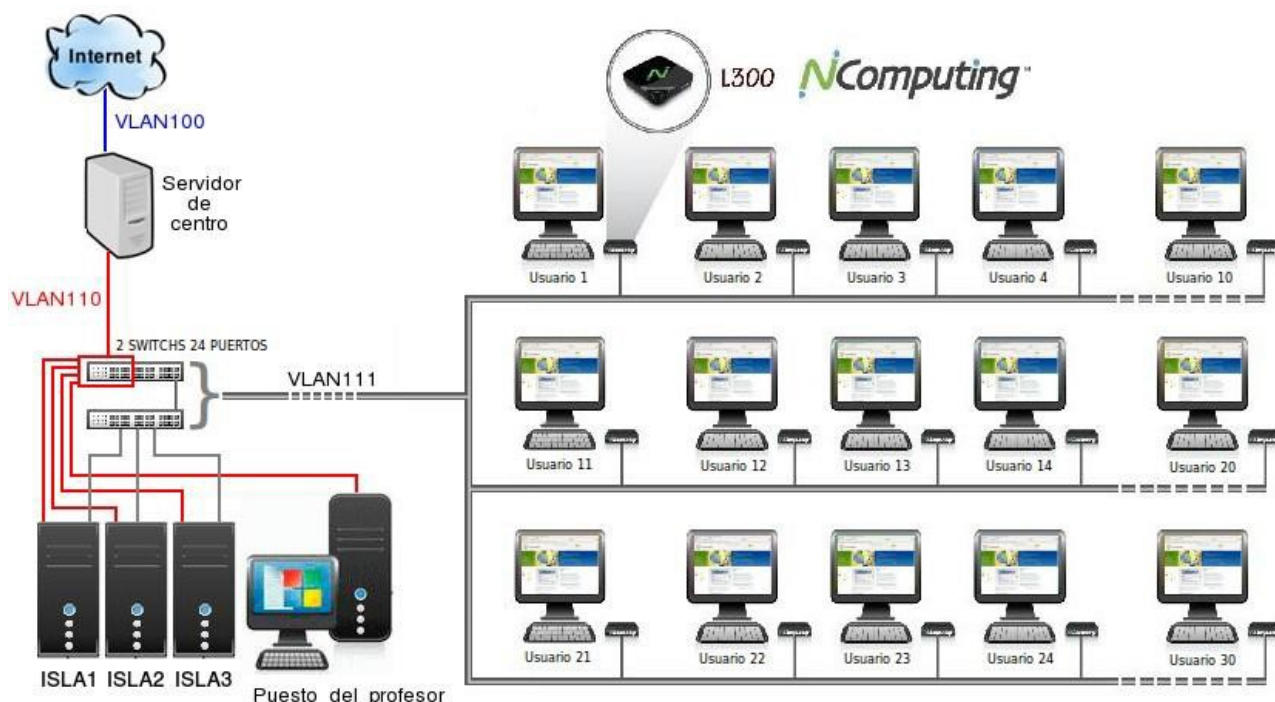 Internet
VLAN100
Servidor
de
centro
VLAN110
2 SWITCHS 24 PUERTOS
VLAN111
ISLA1 ISLA2 ISLA3
Puesto del profesor
L300
NComputing™
Usuario 1
Usuario 2
Usuario 3
Usuario 4
Usuario 10
Usuario 11
Usuario 12
Usuario 13
Usuario 14
Usuario 20
Usuario 21
Usuario 22
Usuario 23
Usuario 24
Usuario 30